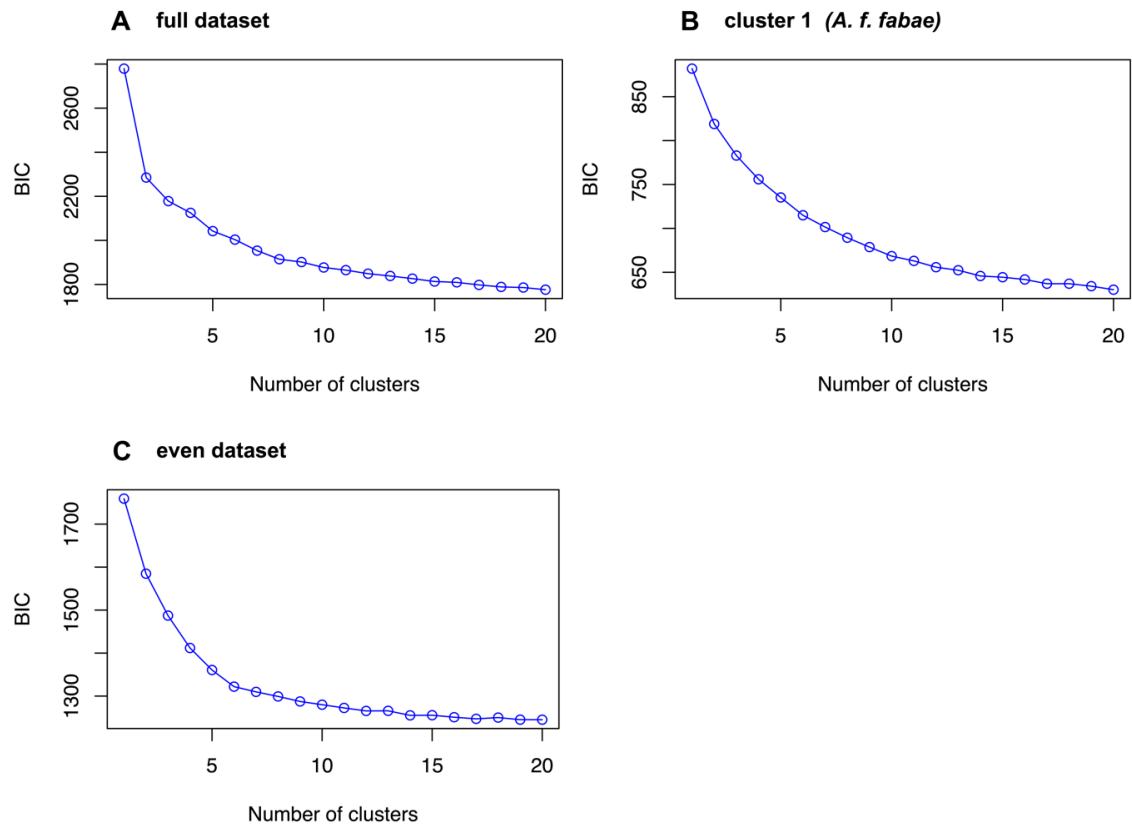 A full dataset
BIC
2600
2200
1800
5 10 15 20
Number of clusters
B cluster 1 (A. f. fabae)
BIC
850
750
650
5 10 15 20
Number of clusters
C even dataset
BIC
1700
1500
1300
5 10 15 20
Number of clusters